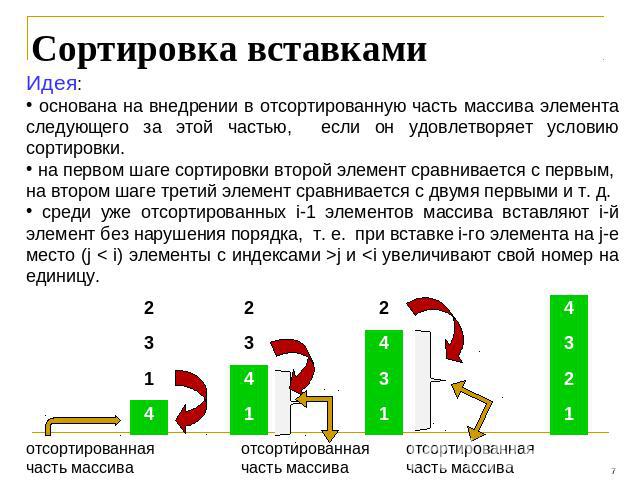 Сортировка вставками
Идея:
• основана на внедрении в отсортированную часть массива элемента
следующего за этой частью, если он удовлетворяет условию
сортировки.
• на первом шаге сортировки второй элемент сравнивается с первым,
на втором шаге третий элемент сравнивается с двумя первыми и т. д.
• среди уже отсортированных i-1 элементов массива вставляют i-й
элемент без нарушения порядка, т. е. при вставке i-го элемента на j-е
место (j < i) элементы с индексами >j и <i увеличивают свой номер на
единицу.
2 2 2 4
3 3 4 3
1 4 3 2
4 1 1 1
отсортированная отсортированная отсортированная
часть массива часть массива часть массива
7